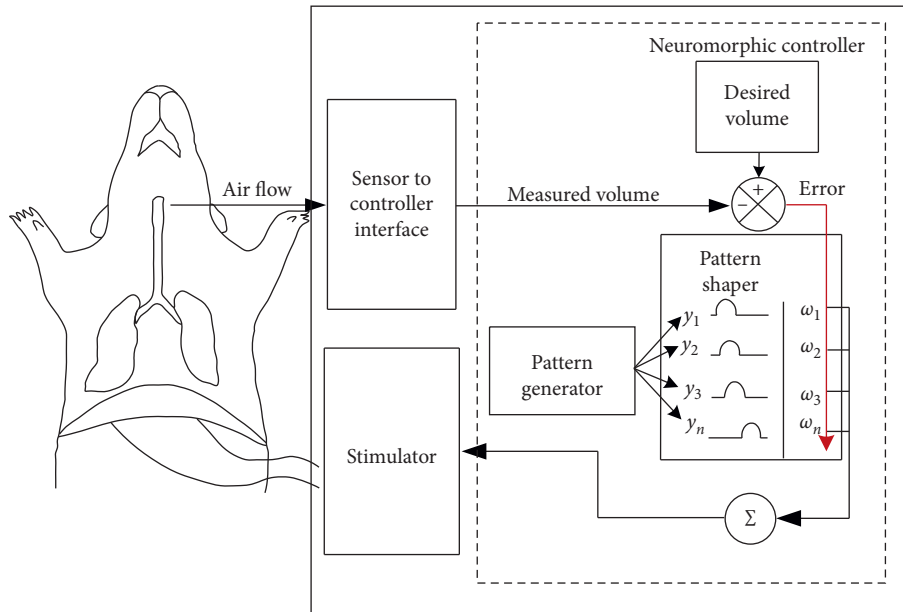 Neuromorphic controller
Desired
volume
Air flow
Sensor to
controller
interface
Measured volume
−
+
Error
Pattern
shaper
Pattern
generator
y₁
y₂
y₃
yₙ
ω₁
ω₂
ω₃
ωₙ
Stimulator
Σ